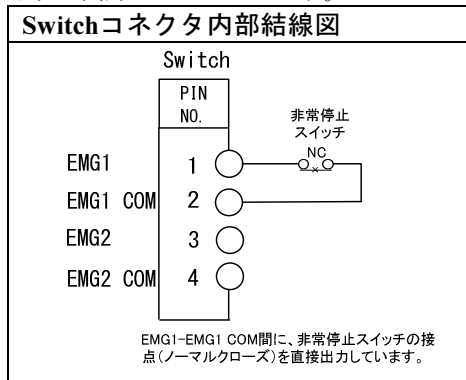 Switchコネクタ内部結線図
Switch
PIN
NO.
非常停止
スイッチ
NC
EMG1 1
EMG1 COM 2
EMG2 3
EMG2 COM 4
EMG1-EMG1 COM間に、非常停止スイッチの接
点(ノーマルクローズ)を直接出力しています。